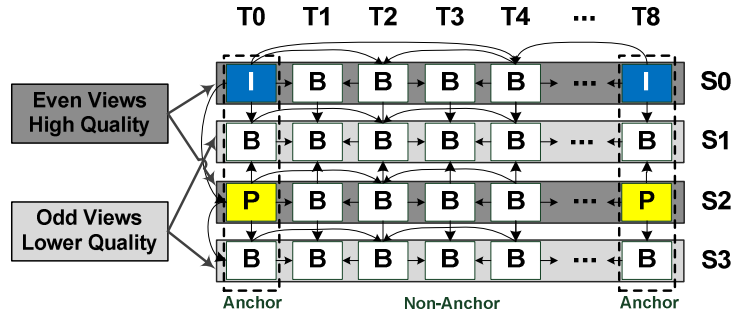 T0 T1 T2 T3 T4 ... T8
I B B B B ... I S0
Even Views
High Quality
B B B B B ... B S1
P B B B B ... P S2
Odd Views
Lower Quality
B B B B B ... B S3
Anchor Non-Anchor Anchor